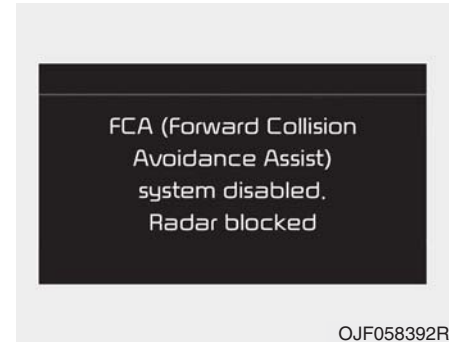 FCA (Forward Collision
Avoidance Assist)
system disabled,
Radar blocked
OJF058392R